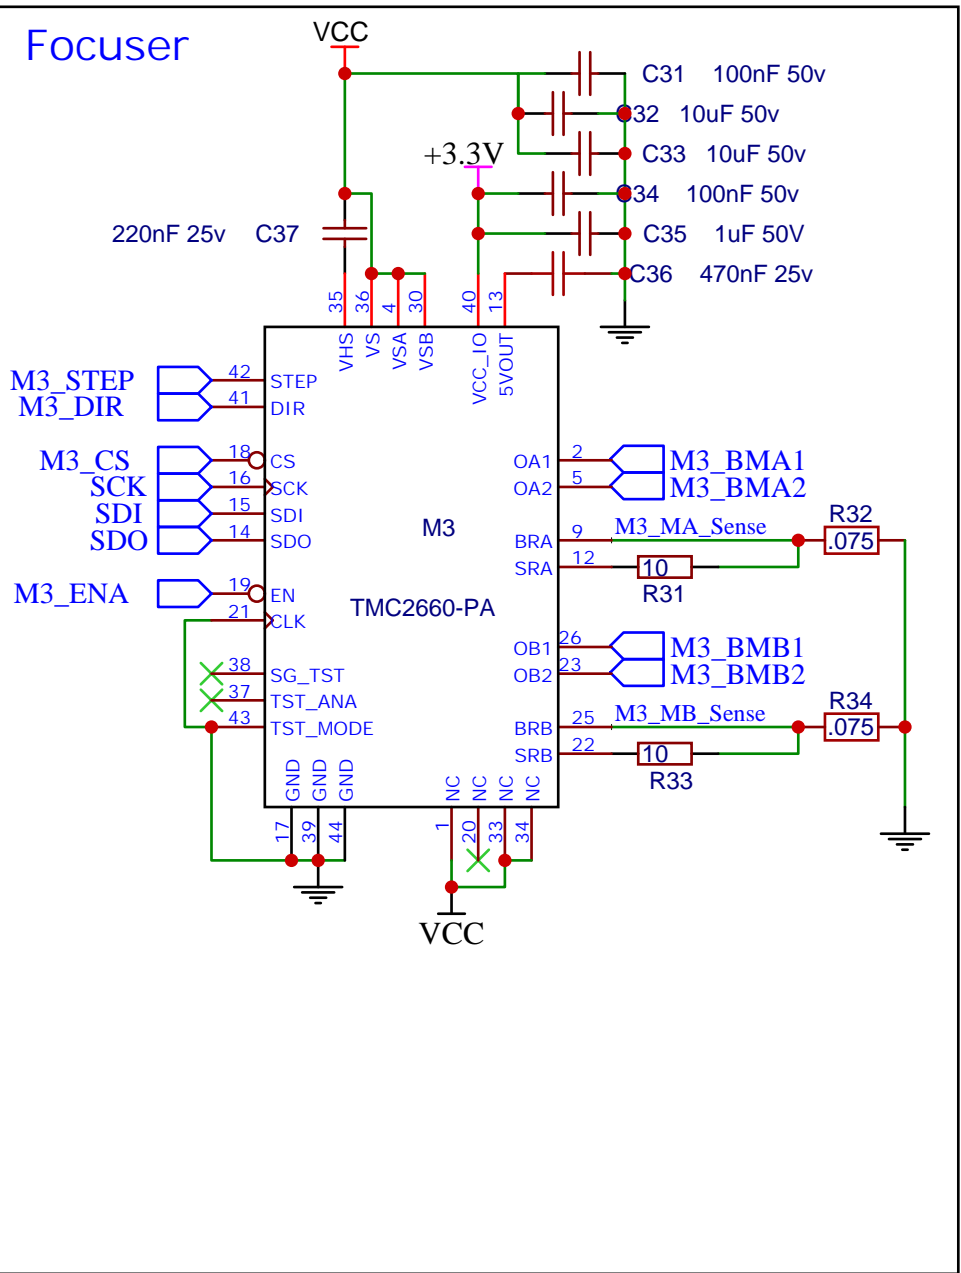 Focuser
VCC
C31 100nF 50v
C32 10uF 50v
C33 10uF 50v
+3.3V
C34 100nF 50v
220nF 25v C37
C35 1uF 50V
C36 470nF 25v
35 36 4 30 40 13
VHS VS VSA VSB VCC_IO 5VOUT
M3_STEP 42 STEP
M3_DIR 41 DIR
M3_CS 18 CS
SCK 16 SCK
SDI 15 SDI
SDO 14 SDO
M3_ENA 19 EN
21 CLK
38 SG_TST
37 TST_ANA
43 TST_MODE
M3
TMC2660-PA
OA1 2 M3_BMA1
OA2 5 M3_BMA2
BRA 9 M3_MA_Sense
R32
.075
SRA 12 10
R31
OB1 26 M3_BMB1
OB2 23 M3_BMB2
BRB 25 M3_MB_Sense
R34
.075
SRB 22 10
R33
GND GND GND NC NC NC NC
17 39 44 1 20 33 34
VCC